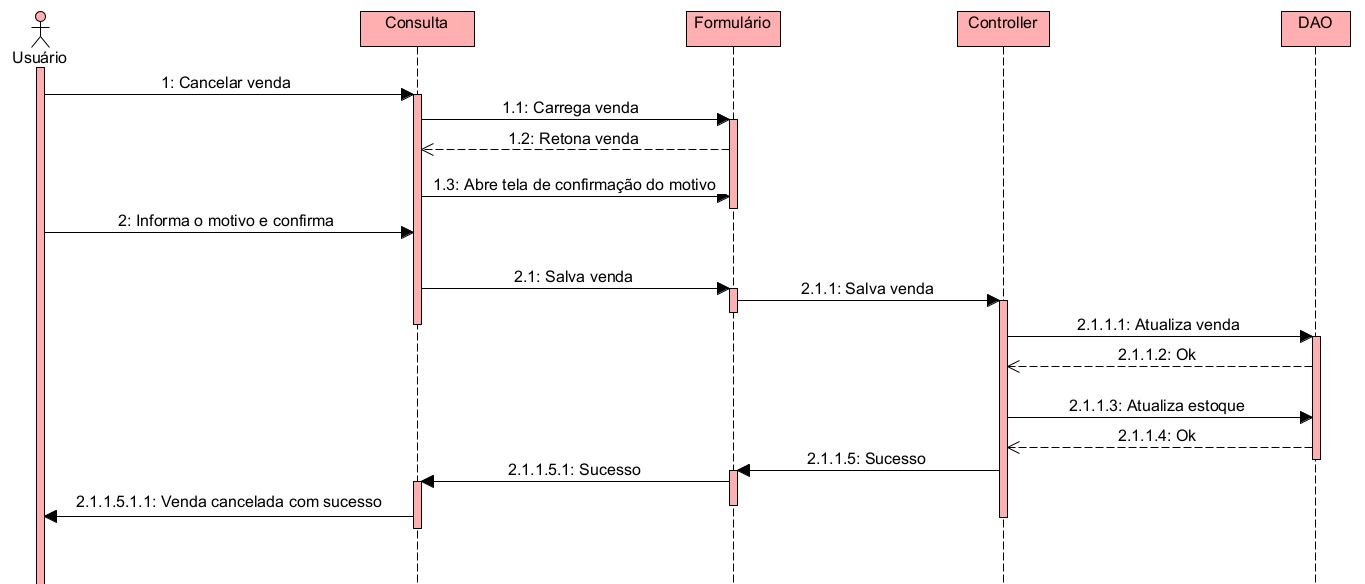 Consulta
Formulário
Controller
DAO
Usuário
1: Cancelar venda
1.1: Carrega venda
1.2: Retona venda
1.3: Abre tela de confirmação do motivo
2: Informa o motivo e confirma
2.1: Salva venda
2.1.1: Salva venda
2.1.1.1: Atualiza venda
2.1.1.2: Ok
2.1.1.3: Atualiza estoque
2.1.1.4: Ok
2.1.1.5: Sucesso
2.1.1.5.1: Sucesso
2.1.1.5.1.1: Venda cancelada com sucesso